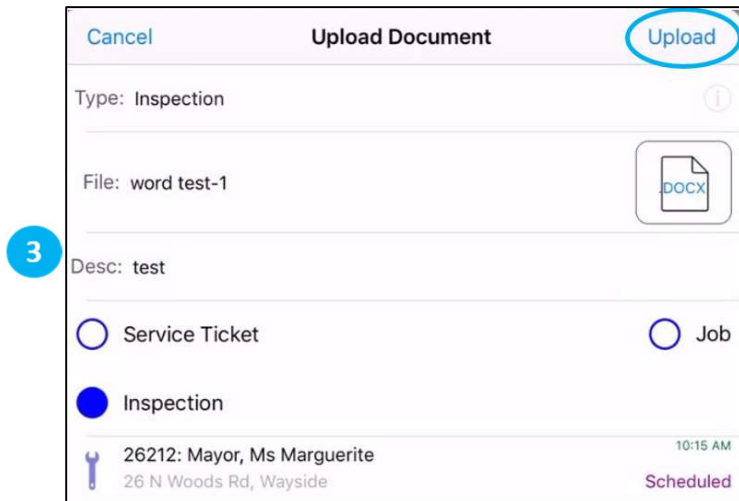 Cancel Upload Document Upload
Type: Inspection
File: word test-1
.DOCX
3
Desc: test
Service Ticket Job
Inspection
26212: Mayor, Ms Marguerite 10:15 AM
26 N Woods Rd, Wayside Scheduled